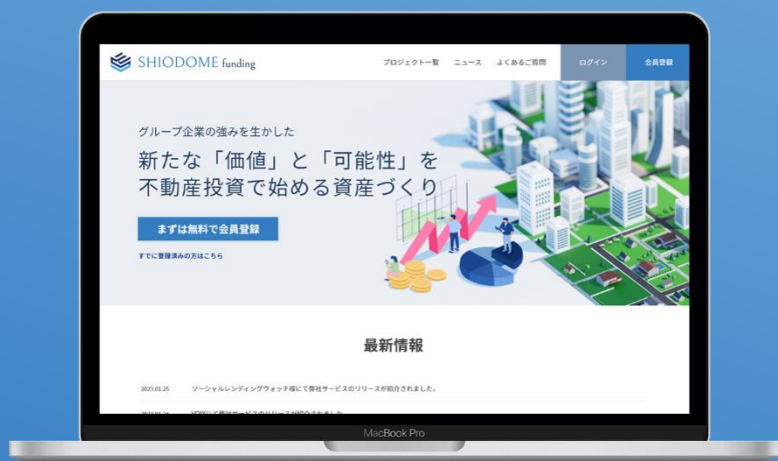 SHIODOME funding
プロジェクト一覧 ニュース よくあるご質問 ログイン 会員登録
グループ企業の強みを生かした
新たな「価値」と「可能性」を
不動産投資で始める資産づくり
まずは無料で会員登録
すでに登録済みの方はこちら
最新情報
2023.01.25 ソーシャルレンディングウォッチ様にて弊社サービスのリリースが紹介されました。
MacBook Pro